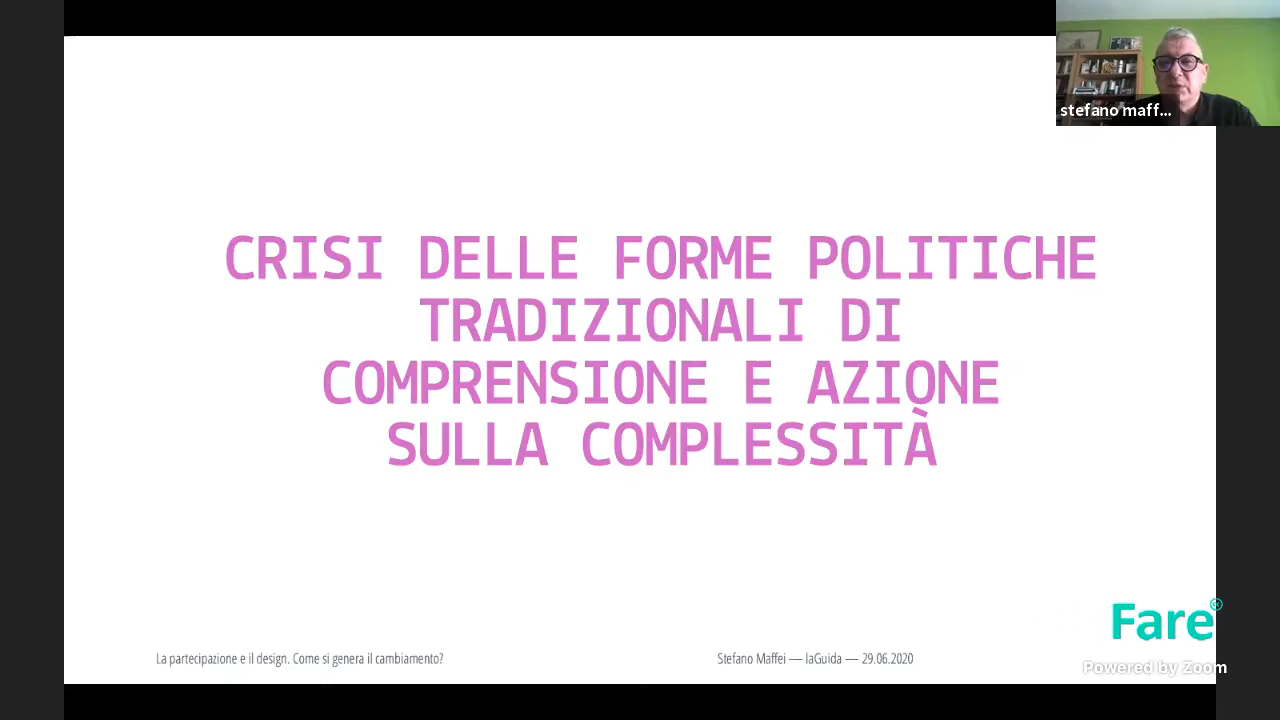 stefano maff...
CRISI DELLE FORME POLITICHE
TRADIZIONALI DI
COMPRENSIONE E AZIONE
SULLA COMPLESSITÀ
Fare
La partecipazione e il design. Come si genera il cambiamento?
Stefano Maffei — laGuida — 29.06.2020
Powered by Zoom